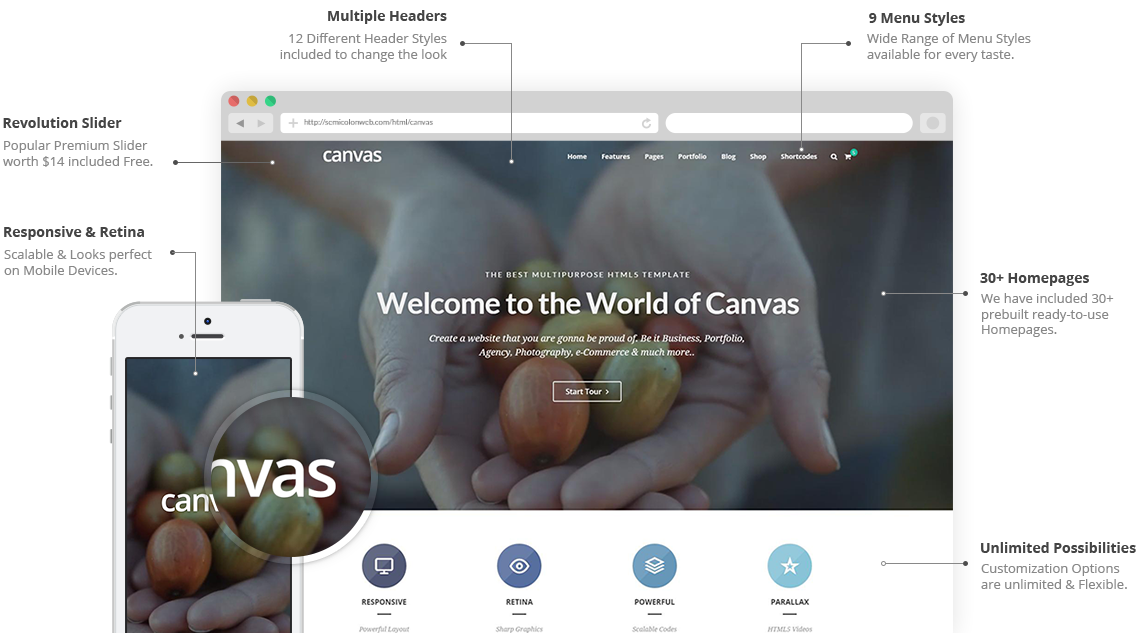 Multiple Headers
12 Different Header Styles
included to change the look
9 Menu Styles
Wide Range of Menu Styles
available for every taste.
Revolution Slider
Popular Premium Slider
worth $14 included Free.
Responsive & Retina
Scalable & Looks perfect
on Mobile Devices.
http://semicolonweb.com/html/canvas
canvas
Home Features Pages Portfolio Blog Shop Shortcodes
THE BEST MULTIPURPOSE HTML5 TEMPLATE
Welcome to the World of Canvas
Create a website that you are gonna be proud of. Be it Business, Portfolio,
Agency, Photography, e-Commerce & much more..
Start Tour >
30+ Homepages
We have included 30+
prebuilt ready-to-use
Homepages.
canv
nvas
Unlimited Possibilities
Customization Options
are unlimited & Flexible.
RESPONSIVE RETINA POWERFUL PARALLAX
Powerful Layout Sharp Graphics Scalable Codes HTML5 Videos